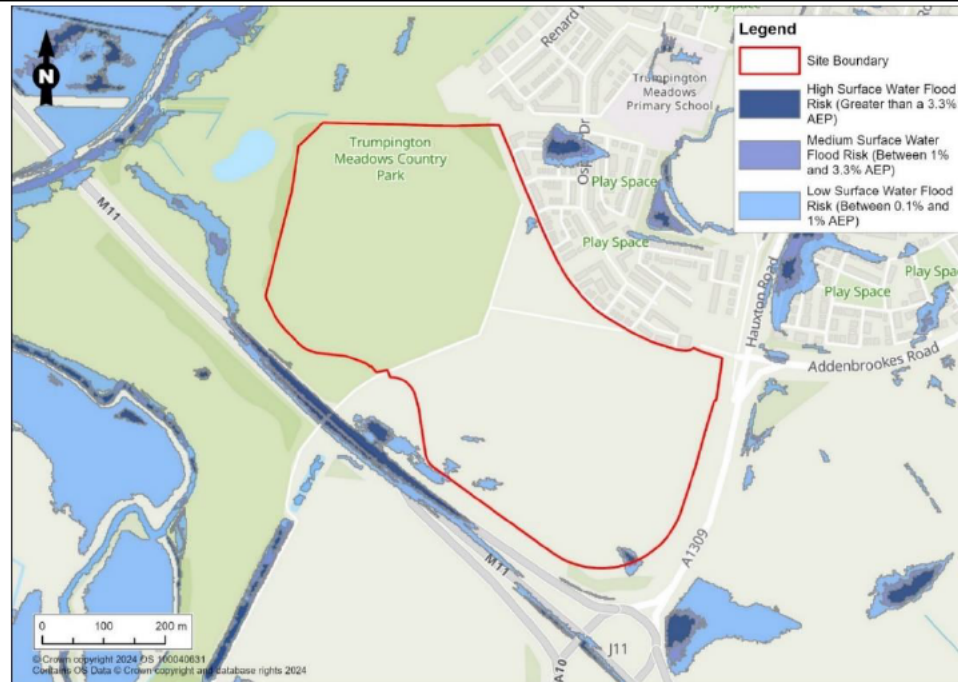 N
Renard
Trumpington
Meadows
Primary School
Trumpington
Meadows Country
Park
Play Space
Play Space
Play Space
M11
Hauxton Road
Addenbrookes Road
Play Space
M11
A1309
J11
A10
Legend
Site Boundary
High Surface Water Flood
Risk (Greater than a 3.3%
AEP)
Medium Surface Water
Flood Risk (Between 1%
and 3.3% AEP)
Low Surface Water Flood
Risk (Between 0.1% and
1% AEP)
0 100 200 m
© Crown copyright 2024 OS 100040631
Contains OS Data © Crown copyright and database rights 2024